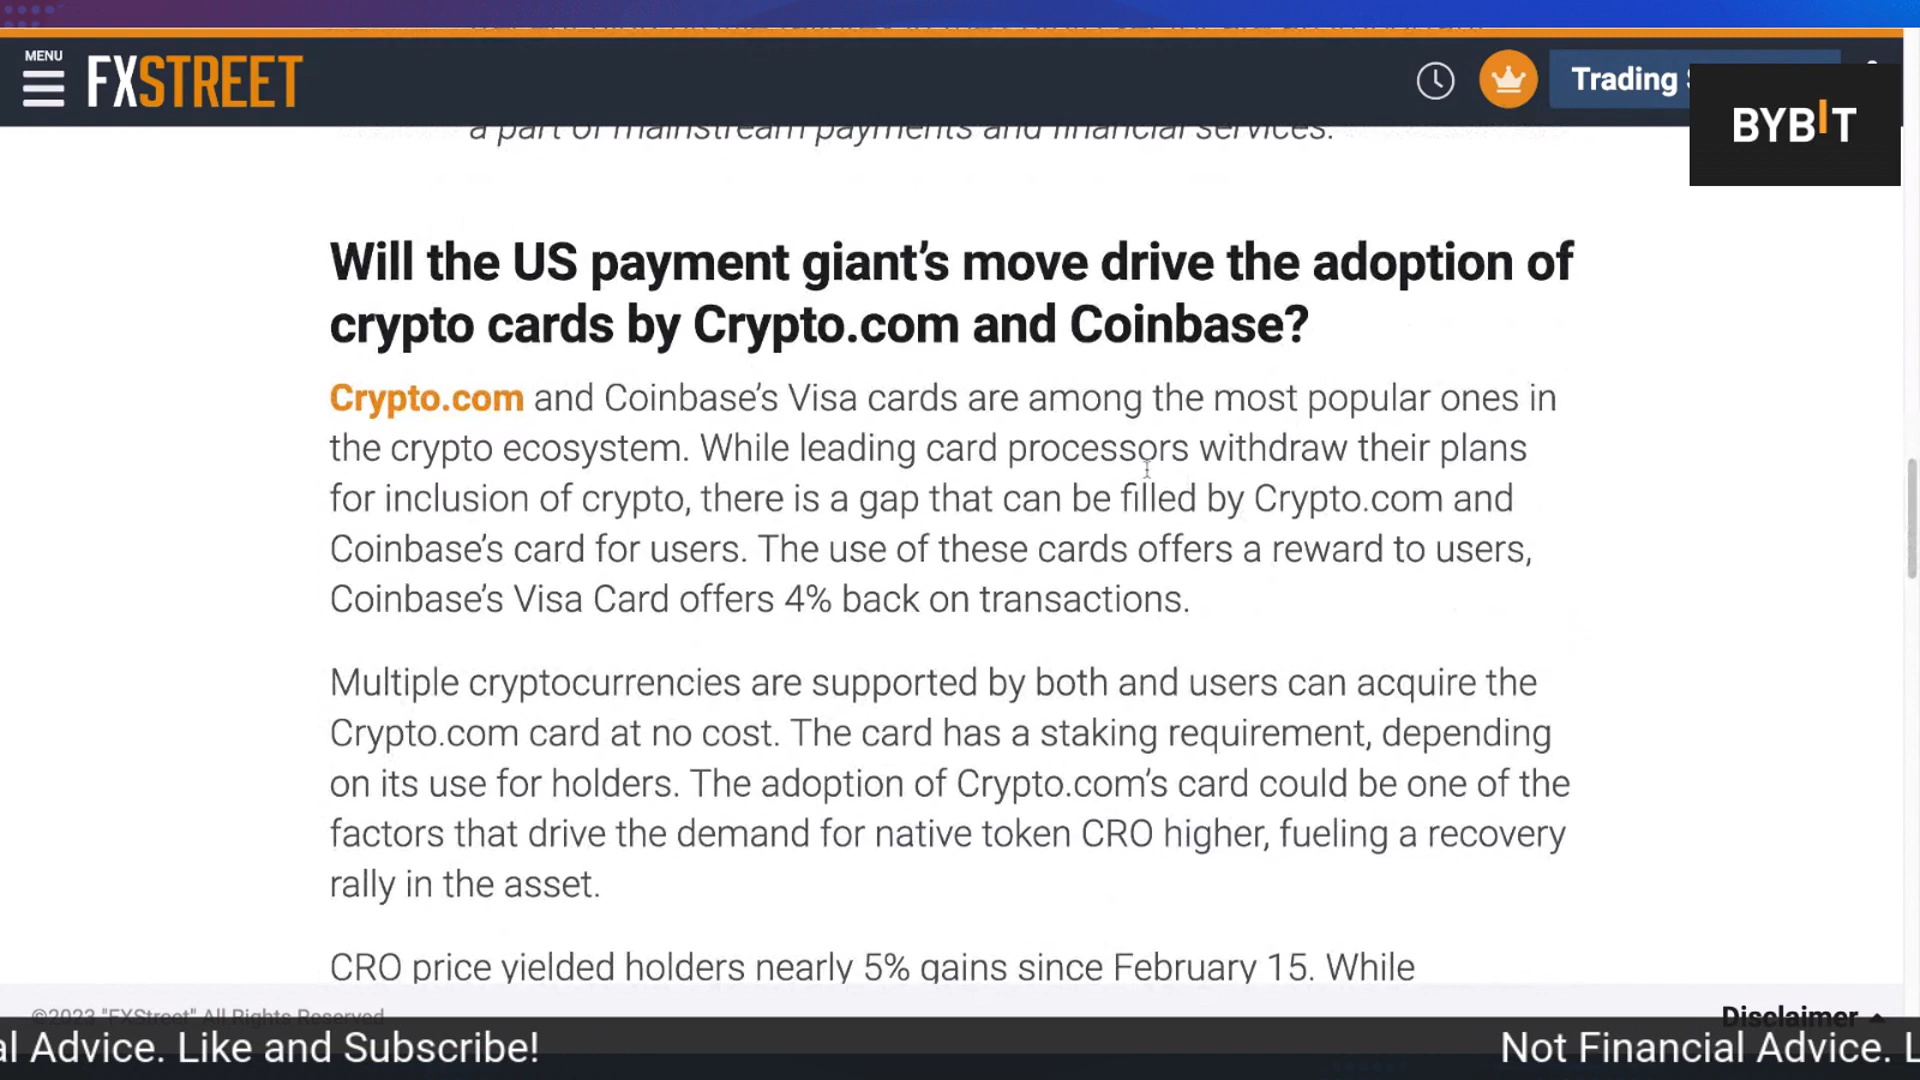 MENU
FXSTREET
Trading
BYBIT
a part of mainstream payments and financial services.
Will the US payment giant’s move drive the adoption of
crypto cards by Crypto.com and Coinbase?
Crypto.com and Coinbase’s Visa cards are among the most popular ones in
the crypto ecosystem. While leading card processors withdraw their plans
for inclusion of crypto, there is a gap that can be filled by Crypto.com and
Coinbase’s card for users. The use of these cards offers a reward to users,
Coinbase’s Visa Card offers 4% back on transactions.
Multiple cryptocurrencies are supported by both and users can acquire the
Crypto.com card at no cost. The card has a staking requirement, depending
on its use for holders. The adoption of Crypto.com’s card could be one of the
factors that drive the demand for native token CRO higher, fueling a recovery
rally in the asset.
CRO price yielded holders nearly 5% gains since February 15. While
©2023 "FXStreet" All Rights Reserved
Disclaimer
al Advice. Like and Subscribe!
Not Financial Advice. L